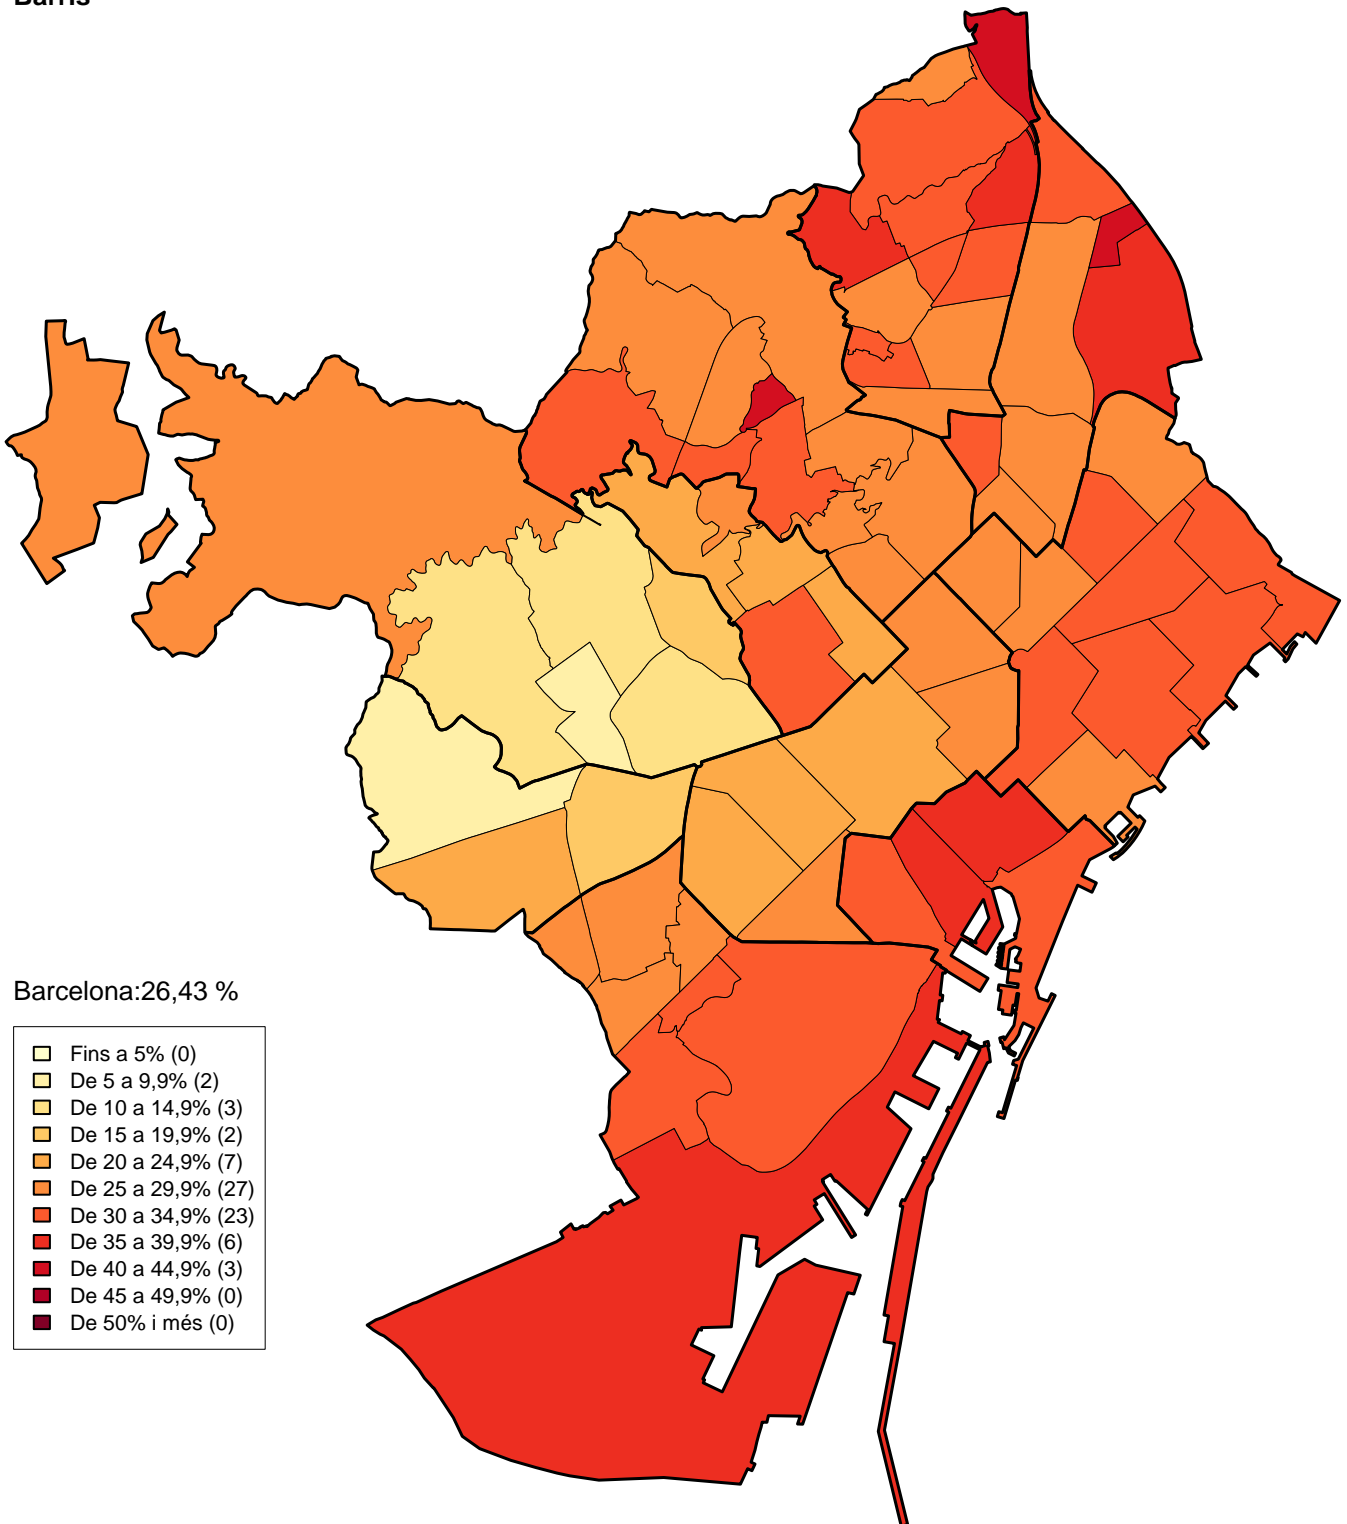 Barris
Barcelona:26,43 %
Fins a 5% (0)
De 5 a 9,9% (2)
De 10 a 14,9% (3)
De 15 a 19,9% (2)
De 20 a 24,9% (7)
De 25 a 29,9% (27)
De 30 a 34,9% (23)
De 35 a 39,9% (6)
De 40 a 44,9% (3)
De 45 a 49,9% (0)
De 50% i més (0)